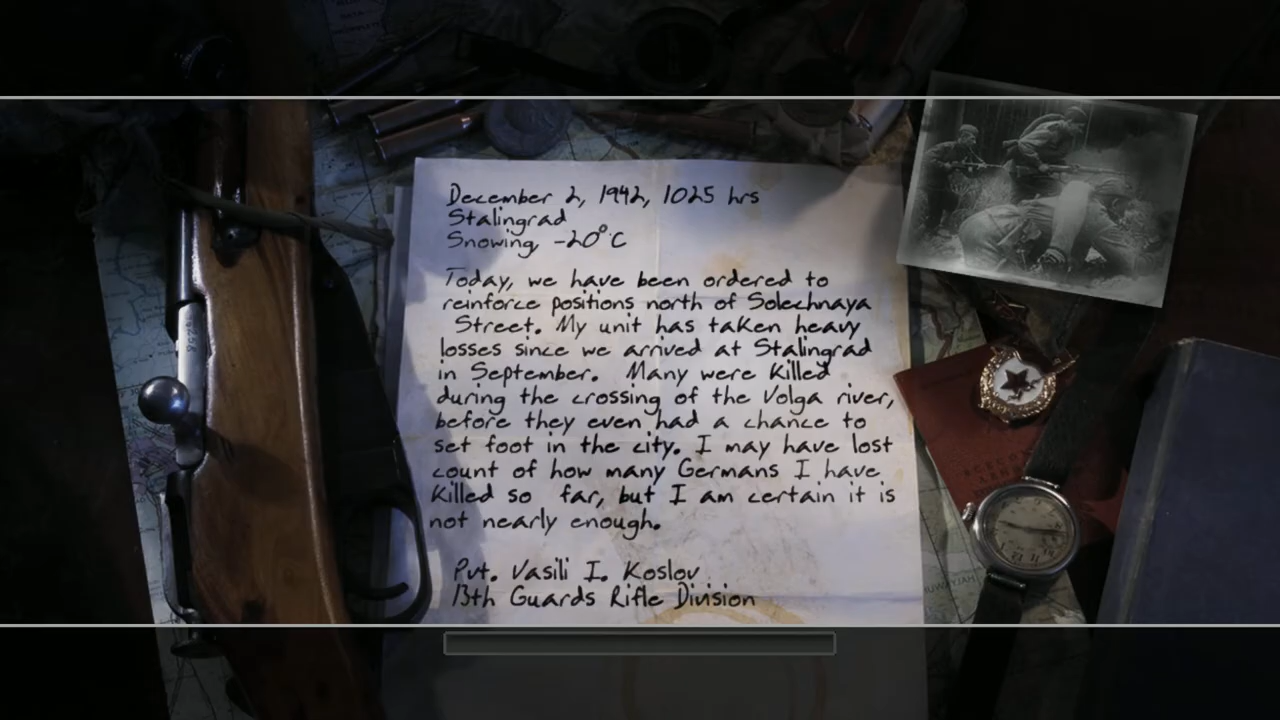 December 2, 1942, 1025 hrs
Stalingrad
Snowing, -20°C
Today, we have been ordered to
reinforce positions north of Solechnaya
Street. My unit has taken heavy
losses since we arrived at Stalingrad
in September. Many were killed
during the crossing of the Volga river,
before they even had a chance to
set foot in the city. I may have lost
count of how many Germans I have
killed so far, but I am certain it is
not nearly enough.
Pvt. Vasili I. Koslov
13th Guards Rifle Division